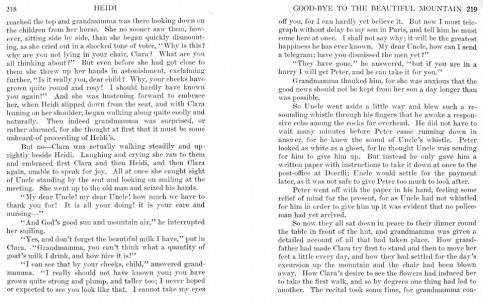 218 HEIDI
reached the top and grandmamma was there looking down on
the children from her horse. She no sooner saw them, how-
ever, sitting side by side, than she began quickly dismount-
ing, as she cried out in a shocked tone of voice, "Why is this?
why are you not lying in your chair, Clara? What are you
all thinking about?" But even before she had got close to
them she threw up her hands in astonishment, exclaiming
further, "Is it really you, dear child? Why, your cheeks have
grown quite round and rosy! I should hardly have known
you again!" And she was hastening forward to embrace
her, when Heidi slipped down from the seat, and with Clara
leaning on her shoulder, began walking along quite coolly and
naturally. Then indeed grandmamma was surprised, or
rather alarmed, for she thought at first that it must be some
unheard-of proceeding of Heidi's.
But no—Clara was actually walking steadily and up-
rightly beside Heidi. Laughing and crying she ran to them
and embraced first Clara and then Heidi, and then Clara
again, unable to speak for joy. All at once she caught sight
of Uncle standing by the seat and looking on smiling at the
meeting. She went up to the old man and seized his hands.
"My dear Uncle! my dear Uncle! how much we have to
thank you for! It is all your doing! it is your care and
nursing—"
"And God's good sun and mountain air," he interrupted
her smiling.
"Yes, and don't forget the beautiful milk I have," put in
Clara. "Grandmamma, you can't think what a quantity of
goat's milk I drink, and how nice it is!"
"I can see that by your cheeks, child," answered grand-
mamma. "I really should not have known you; you have
grown quite strong and plump, and taller too; I never hoped
or expected to see you look like that. I cannot take my eyes
GOOD-BYE TO THE BEAUTIFUL MOUNTAIN 219
off you, for I can hardly yet believe it. But now I must tele-
graph without delay to my son in Paris, and tell him he must
come here at once. I shall not say why; it will be the greatest
happiness he has ever known. My dear Uncle, how can I send
a telegram; have you dismissed the men yet?"
"They have gone," he answered, "but if you are in a
hurry I will get Peter, and he can take it for you."
Grandmamma thanked him, for she was anxious that the
good news should not be kept from her son a day longer than
was possible.
So Uncle went aside a little way and blew such a re-
sounding whistle through his fingers that he awoke a respon-
sive echo among the rocks far overhead. He did not have to
wait many minutes before Peter came running down in
answer, for he knew the sound of Uncle's whistle. Peter
looked as white as a ghost, for he thought Uncle was sending
for him to give him up. But instead he only gave him a
written paper with instructions to take it down at once to the
post-office at Doerfli; Uncle would settle for the payment
later, as it was not safe to give Peter too much to look after.
Peter went off with the paper in his hand, feeling some
relief of mind for the present, for as Uncle had not whistled
for him in order to give him up it was evident that no police-
man had yet arrived.
So now they all sat down in peace to their dinner round
the table in front of the hut, and grandmamma was given a
detailed account of all that had taken place. How grand-
father had made Clara try first to stand and then to move her
feet a little every day, and how they had settled for the day's
excursion up the mountain and the chair had been blown
away. How Clara's desire to see the flowers had induced her
to take the first walk, and so by degrees one thing had led to
another. The recital took some time, for grandmamma con-